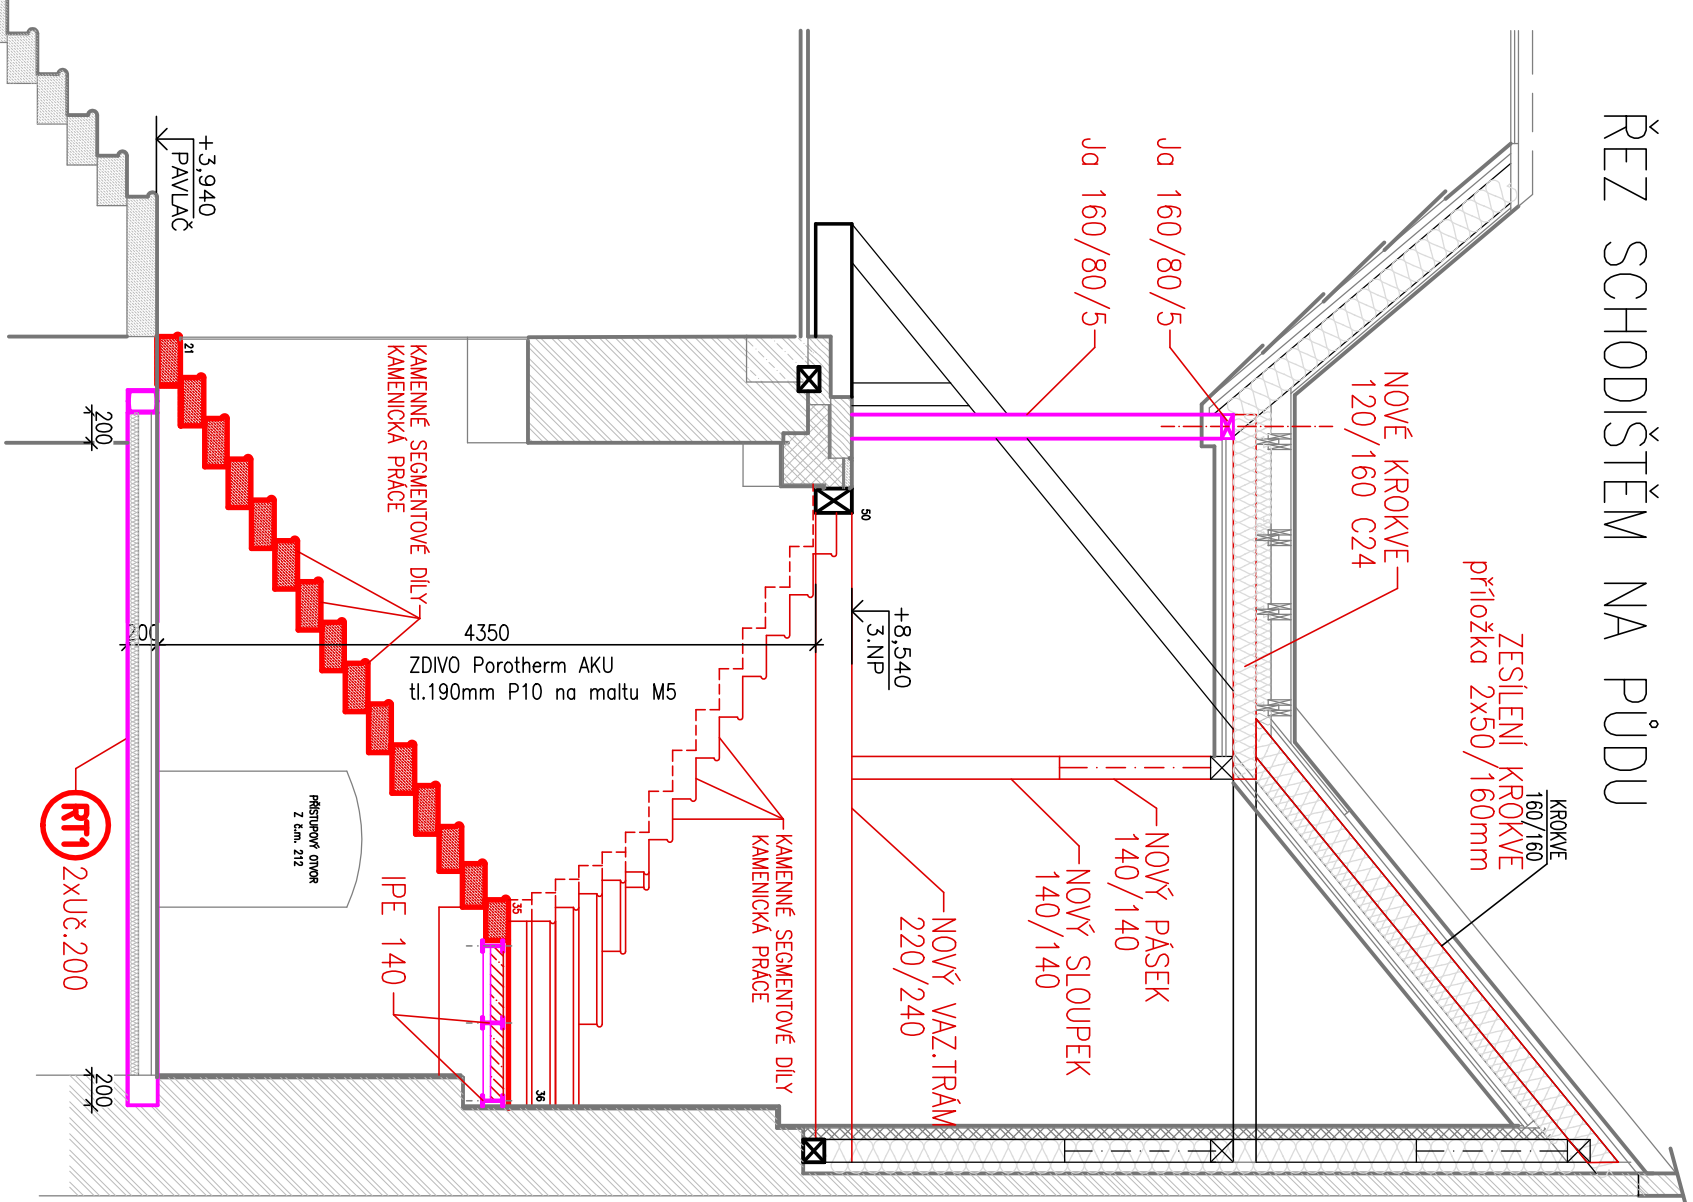 ŘEZ SCHODIŠTĚM NA PŮDU
KROKVE
160/160
ZESÍLENÍ KROKVE
příložka 2x50/160mm
NOVÉ KROKVE
120/160 C24
Ja 160/80/5
Ja 160/80/5
+8,540
3.NP
NOVÝ PÁSEK
140/140
NOVÝ SLOUPEK
140/140
NOVÝ VAZ.TRÁM
220/240
50
KAMENNÉ SEGMENTOVÉ DÍLY
KAMENICKÁ PRÁCE
4350
ZDIVO Porotherm AKU
tl.190mm P10 na maltu M5
KAMENNÉ SEGMENTOVÉ DÍLY
KAMENICKÁ PRÁCE
35
36
IPE 140
PŘÍSTUPOVÝ OTVOR
Z č.m. 212
21
+3,940
PAVLAČ
200
200
200
RT1
2xUč.200